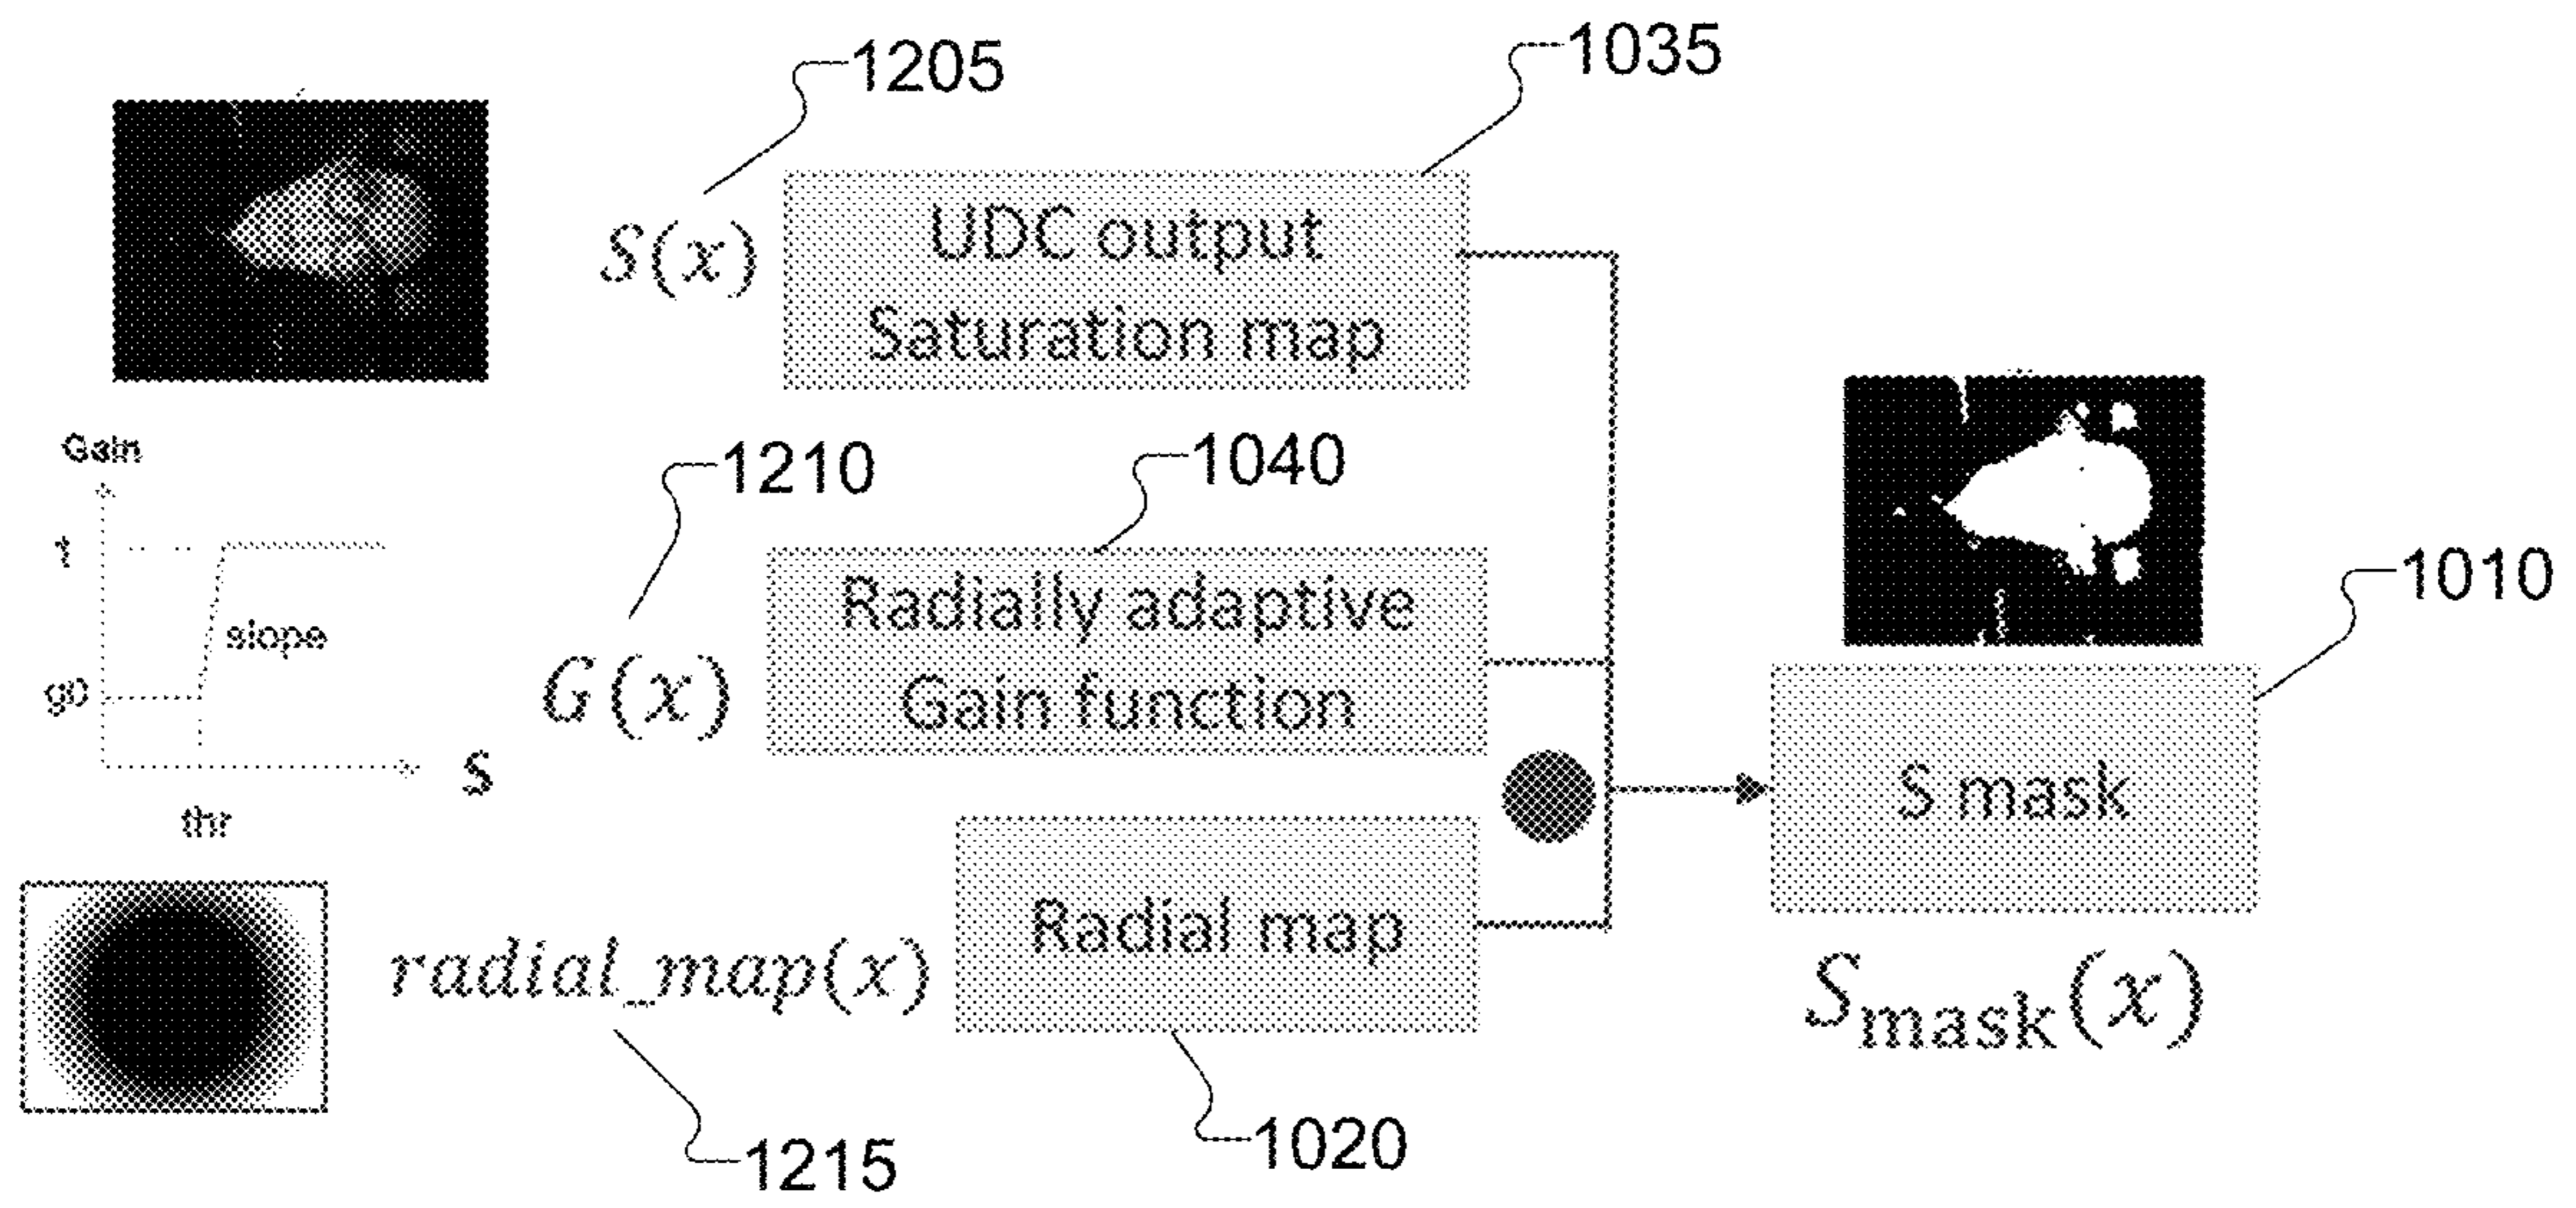 1205
1035
S(x)
UDC output
Saturation map
Gain
1210
1040
1
slope
g0
G(x)
Radially adaptive
Gain function
1010
S
thr
S mask
radial_map(x)
Radial map
S_mask(x)
1215
1020